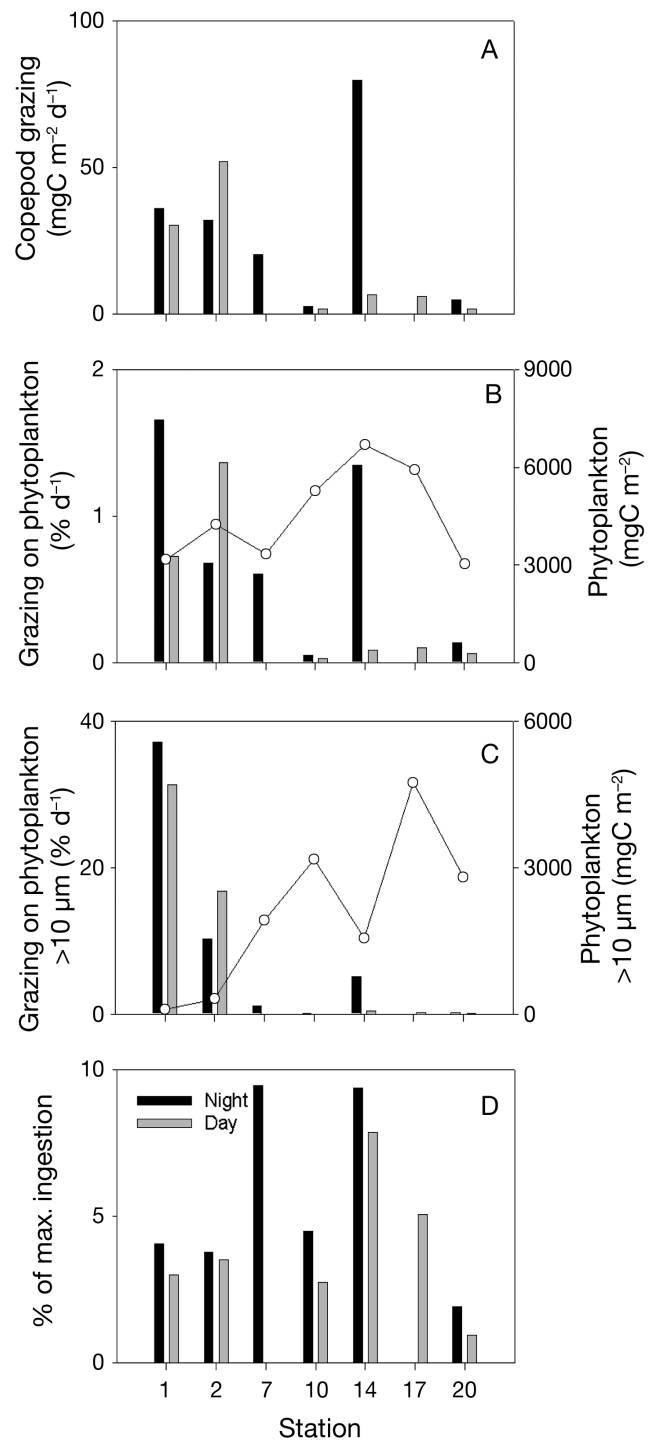 100
50
0
Copepod grazing
(mgC m⁻² d⁻¹)
A
2
1
0
Grazing on phytoplankton
(% d⁻¹)
B
9000
6000
3000
0
Phytoplankton
(mgC m⁻²)
40
20
0
Grazing on phytoplankton
>10 µm (% d⁻¹)
C
6000
3000
0
Phytoplankton
>10 µm (mgC m⁻²)
10
5
0
% of max. ingestion
Night
Day
D
1 2 7 10 14 17 20
Station